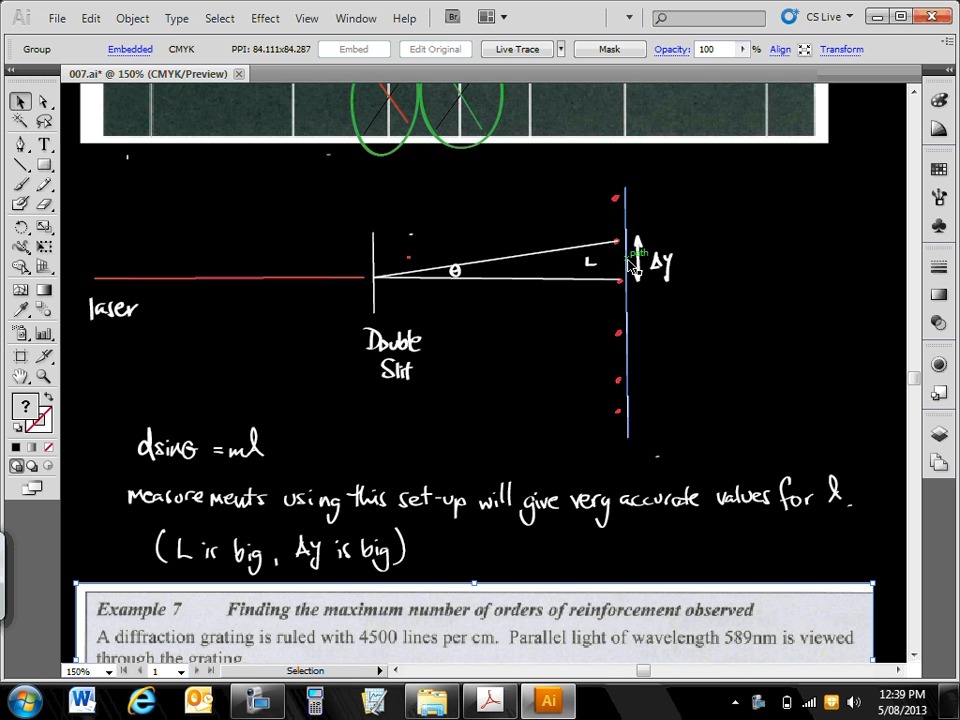 Ai
File Edit Object Type Select Effect View Window Help
Br
CS Live
Group
Embedded
CMYK
PPI: 84.111x84.287
Embed
Edit Original
Live Trace
Mask
Opacity: 100 %
Align
Transform
007.ai* @ 150% (CMYK/Preview)
path
L
Δy
θ
laser
Double
Slit
dsinθ = mλ
measurements using this set-up will give very accurate values for λ.
(L is big, Δy is big)
Example 7 Finding the maximum number of orders of reinforcement observed
A diffraction grating is ruled with 4500 lines per cm. Parallel light of wavelength 589nm is viewed
through the grating
?
150%
1
Selection
W
Ai
12:39 PM
5/08/2013